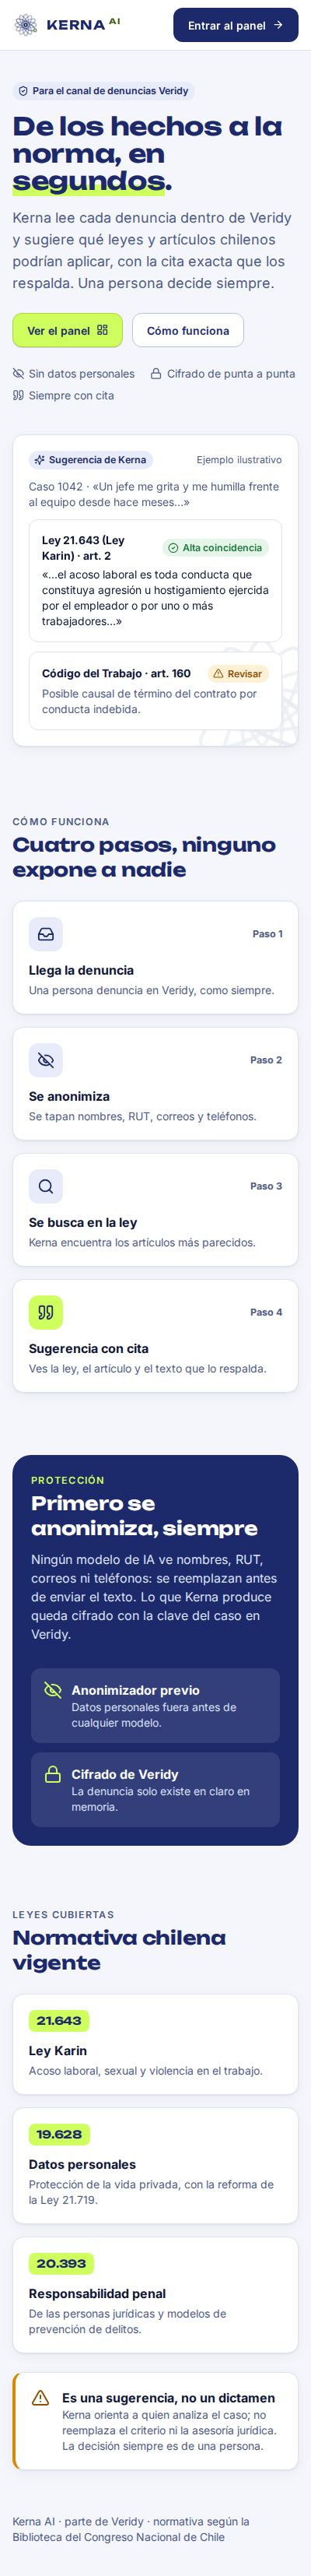 KERNA AI
Entrar al panel
Para el canal de denuncias Veridy
De los hechos a la
norma, en
segundos.
Kerna lee cada denuncia dentro de Veridy
y sugiere qué leyes y artículos chilenos
podrían aplicar, con la cita exacta que los
respalda. Una persona decide siempre.
Ver el panel
Cómo funciona
Sin datos personales
Cifrado de punta a punta
Siempre con cita
Sugerencia de Kerna
Ejemplo ilustrativo
Caso 1042 · «Un jefe me grita y me humilla frente
al equipo desde hace meses...»
Ley 21.643 (Ley
Karin) · art. 2
Alta coincidencia
«...el acoso laboral es toda conduta que
constituya agresión u hostigamiento ejercida
por el empleador o por uno o más
trabajadores...»
Código del Trabajo · art. 160
Revisar
Posible causal de término del contrato por
conducta indebida.
CÓMO FUNCIONA
Cuatro pasos, ninguno
expone a nadie
Paso 1
Llega la denuncia
Una persona denuncia en Veridy, como siempre.
Paso 2
Se anonimiza
Se tapan nombres, RUT, correos y teléfonos.
Paso 3
Se busca en la ley
Kerna encuentra los artículos más parecidos.
Paso 4
Sugerencia con cita
Ves la ley, el artículo y el texto que lo respalda.
PROTECCIÓN
Primero se
anonimiza, siempre
Ningún modelo de IA ve nombres, RUT,
correos ni teléfonos: se reemplazan antes
de enviar el texto. Lo que Kerna produce
queda cifrado con la clave del caso en
Veridy.
Anonimizador previo
Datos personales fuera antes de
cualquier modelo.
Cifrado de Veridy
La denuncia solo existe en claro en
memoria.
LEYES CUBIERTAS
Normativa chilena
vigente
21.643
Ley Karin
Acoso laboral, sexual y violencia en el trabajo.
19.628
Datos personales
Protección de la vida privada, con la reforma de
la Ley 21.719.
20.393
Responsabilidad penal
De las personas jurídicas y modelos de
prevención de delitos.
Es una sugerencia, no un dictamen
Kerna orienta a quien analiza el caso; no
reemplaza el criterio ni la asesoría jurídica.
La decisión siempre es de una persona.
Kerna AI · parte de Veridy · normativa según la
Biblioteca del Congreso Nacional de Chile